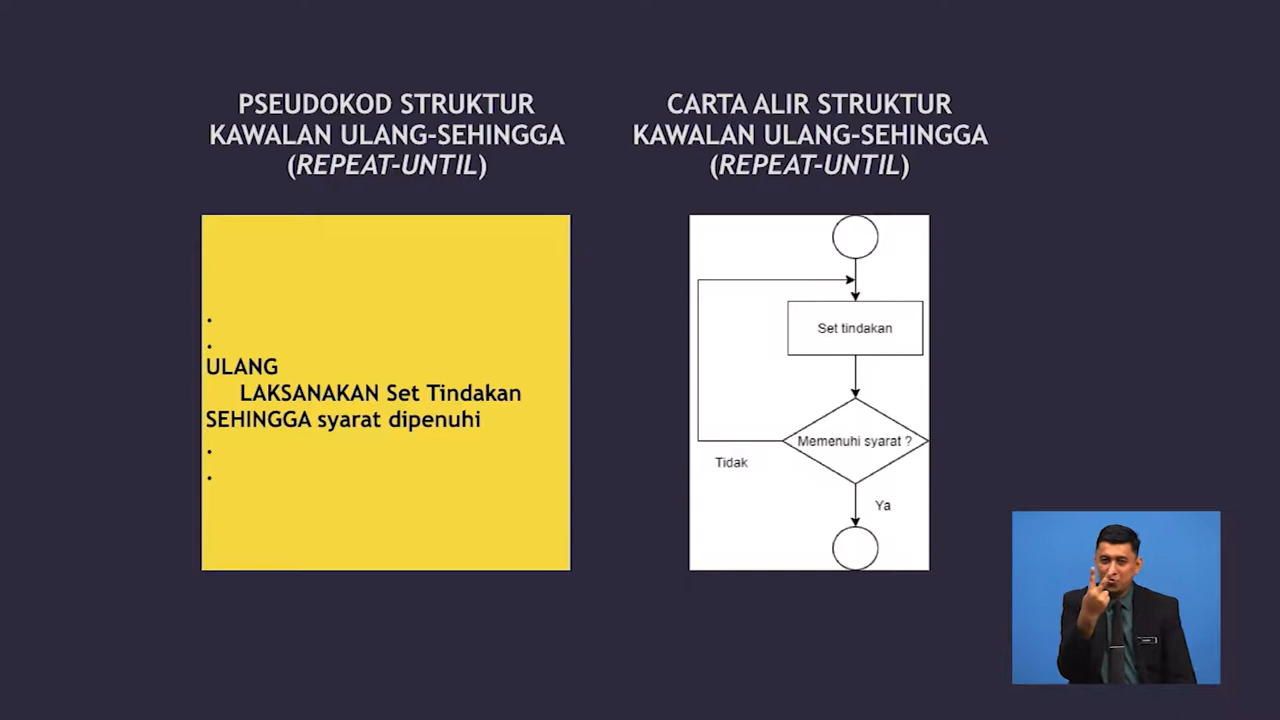 PSEUDOKOD STRUKTUR
KAWALAN ULANG-SEHINGGA
(REPEAT-UNTIL)
.
.
ULANG
LAKSANAKAN Set Tindakan
SEHINGGA syarat dipenuhi
.
.
CARTA ALIR STRUKTUR
KAWALAN ULANG-SEHINGGA
(REPEAT-UNTIL)
Set tindakan
Memenuhi syarat ?
Tidak
Ya